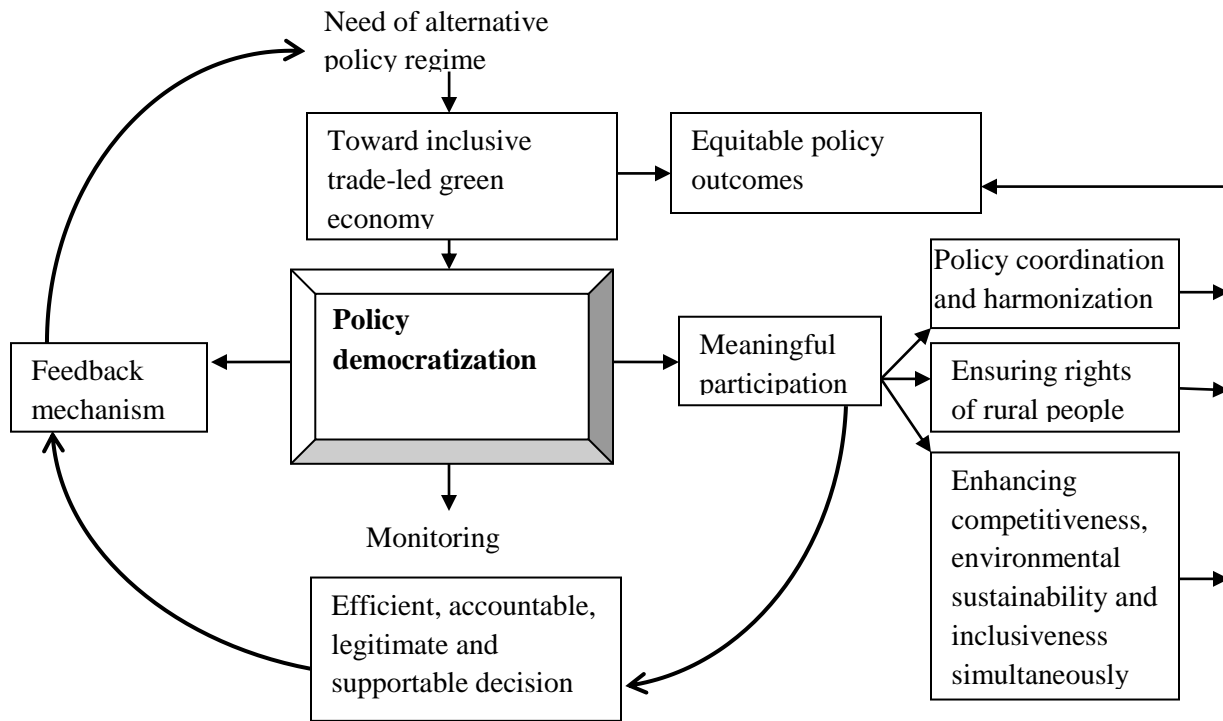 Need of alternative
policy regime
Toward inclusive
trade-led green
economy
Equitable policy
outcomes
Policy
democratization
Feedback
mechanism
Meaningful
participation
Policy coordination
and harmonization
Ensuring rights
of rural people
Enhancing
competitiveness,
environmental
sustainability and
inclusiveness
simultaneously
Monitoring
Efficient, accountable,
legitimate and
supportable decision